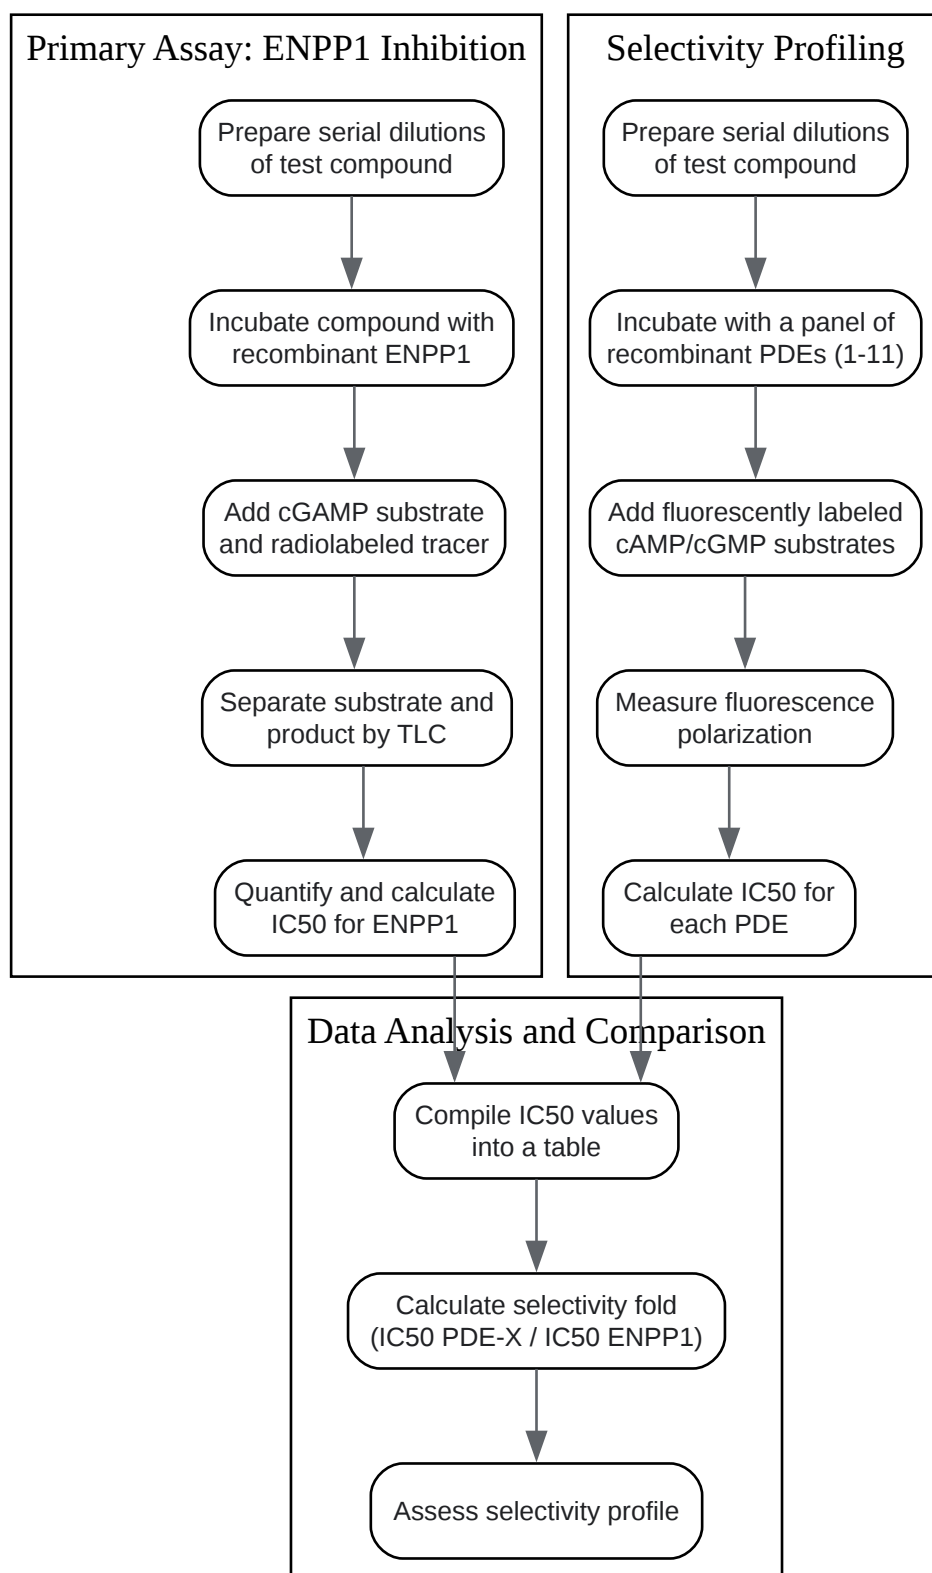 Primary Assay: ENPP1 Inhibition
Prepare serial dilutions
of test compound
Incubate compound with
recombinant ENPP1
Add cGAMP substrate
and radiolabeled tracer
Separate substrate and
product by TLC
Quantify and calculate
IC50 for ENPP1
Selectivity Profiling
Prepare serial dilutions
of test compound
Incubate with a panel of
recombinant PDEs (1-11)
Add fluorescently labeled
cAMP/cGMP substrates
Measure fluorescence
polarization
Calculate IC50 for
each PDE
Data Analysis and Comparison
Compile IC50 values
into a table
Calculate selectivity fold
(IC50 PDE-X / IC50 ENPP1)
Assess selectivity profile